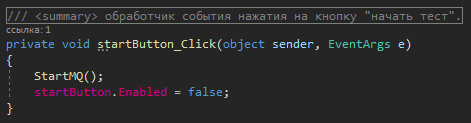 /// <summary> обработчик события нажатия на кнопку "начать тест".
ссылка: 1
private void startButton_Click(object sender, EventArgs e)
{
StartMQ();
startButton.Enabled = false;
}